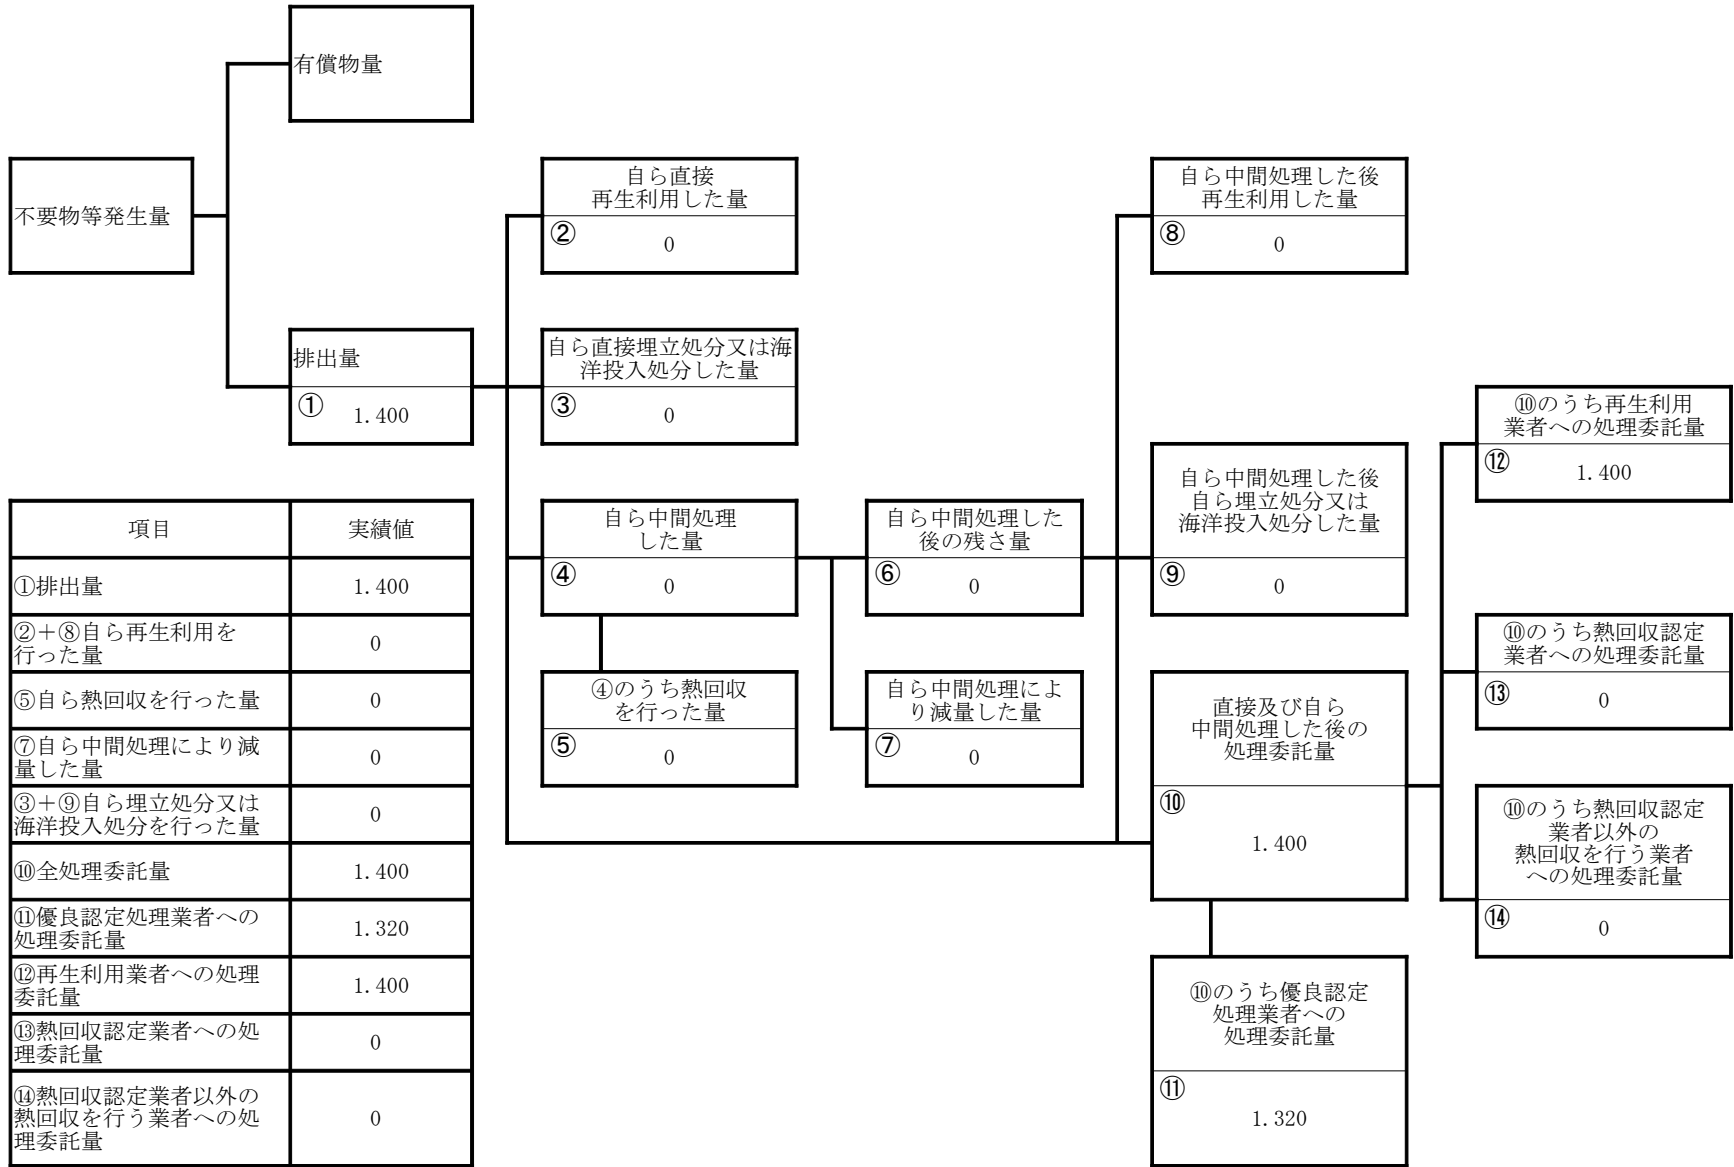 有償物量
不要物等発生量
排出量
①
1.400
自ら直接
再生利用した量
②
0
自ら直接埋立処分又は海
洋投入処分した量
③
0
自ら中間処理
した量
④
0
④のうち熱回収
を行った量
⑤
0
自ら中間処理した
後の残さ量
⑥
0
自ら中間処理によ
り減量した量
⑦
0
自ら中間処理した後
再生利用した量
⑧
0
自ら中間処理した後
自ら埋立処分又は
海洋投入処分した量
⑨
0
直接及び自ら
中間処理した後の
処理委託量
⑩
1.400
⑩のうち優良認定
処理業者への
処理委託量
⑪
1.320
⑩のうち再生利用
業者への処理委託量
⑫
1.400
⑩のうち熱回収認定
業者への処理委託量
⑬
0
⑩のうち熱回収認定
業者以外の
熱回収を行う業者
への処理委託量
⑭
0
項目 実績値
①排出量 1.400
②+⑧自ら再生利用を
行った量 0
⑤自ら熱回収を行った量 0
⑦自ら中間処理により減
量した量 0
③+⑨自ら埋立処分又は
海洋投入処分を行った量 0
⑩全処理委託量 1.400
⑪優良認定処理業者への
処理委託量 1.320
⑫再生利用業者への処理
委託量 1.400
⑬熱回収認定業者への処
理委託量 0
⑭熱回収認定業者以外の
熱回収を行う業者への処
理委託量 0